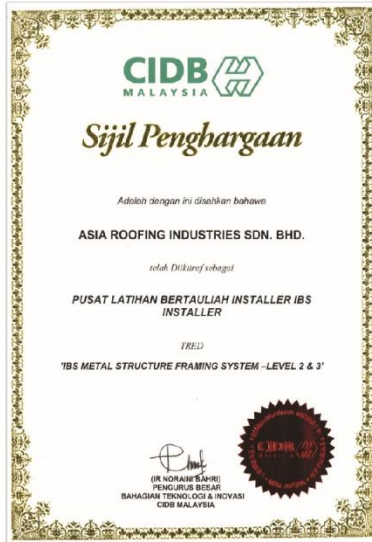 CIDB
MALAYSIA
Sijil Penghargaan
Adalah dengan ini disahkan bahawa
ASIA ROOFING INDUSTRIES SDN. BHD.
telah Diiktiraf sebagai
PUSAT LATIHAN BERTAULIAH INSTALLER IBS
INSTALLER
TRED
'IBS METAL STRUCTURE FRAMING SYSTEM –LEVEL 2 & 3'
(IR NORAINI BAHRI)
PENGURUS BESAR
BAHAGIAN TEKNOLOGI & INOVASI
CIDB MALAYSIA
CIDB
MALAYSIA